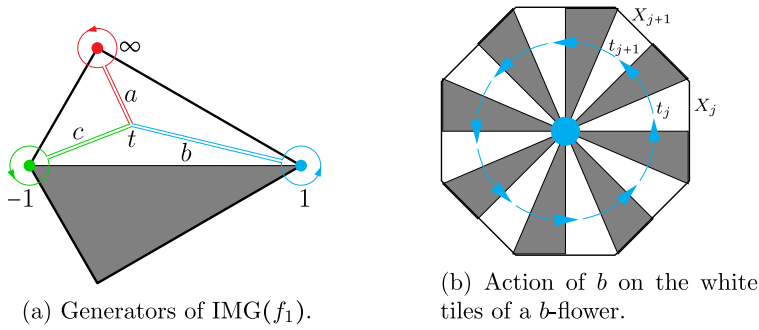 ∞
a
c
t
b
−1
1
(a) Generators of IMG(f₁).
X_{j+1}
t_{j+1}
t_j
X_j
(b) Action of b on the white
tiles of a b-flower.